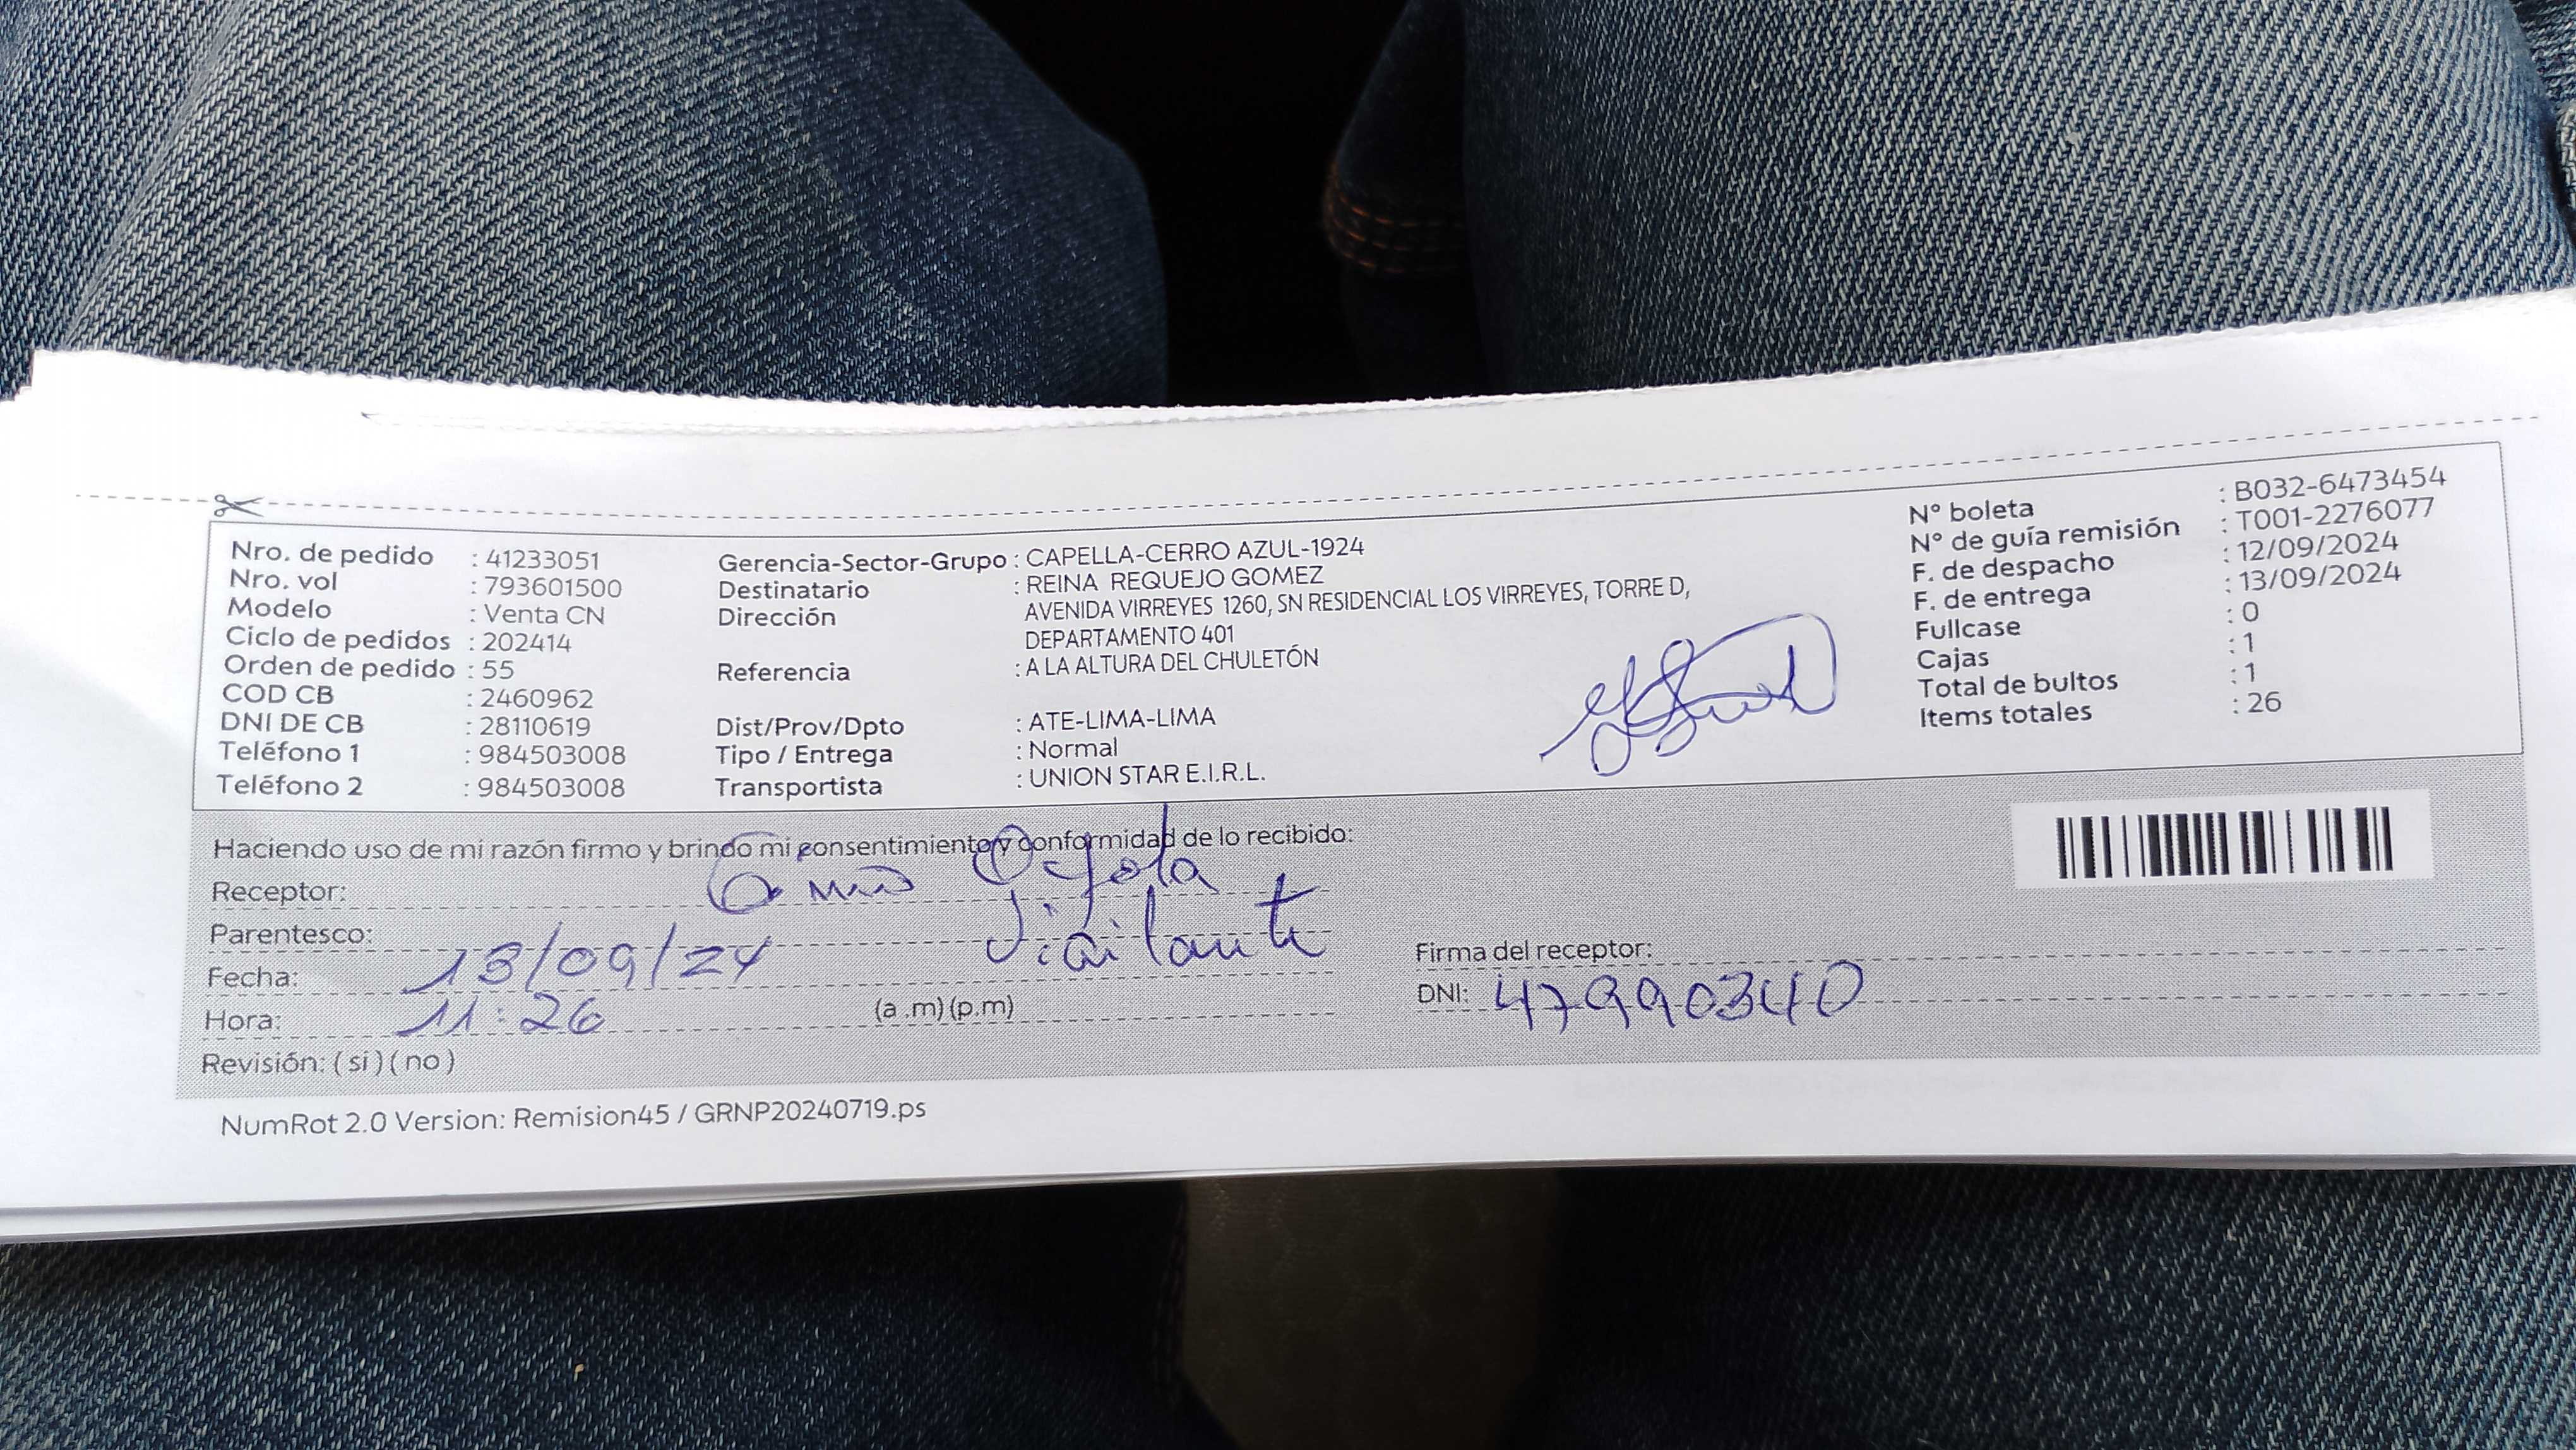 Nro. de pedido : 41233051
Nro. vol : 793601500
Modelo : Venta CN
Ciclo de pedidos : 202414
Orden de pedido : 55
COD CB : 2460962
DNI DE CB : 28110619
Teléfono 1 : 984503008
Teléfono 2 : 984503008
Gerencia-Sector-Grupo : CAPELLA-CERRO AZUL-1924
Destinatario : REINA REQUEJO GOMEZ
Dirección AVENIDA VIRREYES 1260, SN RESIDENCIAL LOS VIRREYES, TORRE D,
DEPARTAMENTO 401
Referencia : A LA ALTURA DEL CHULETÓN
Dist/Prov/Dpto : ATE-LIMA-LIMA
Tipo / Entrega : Normal
Transportista : UNION STAR E.I.R.L.
N° boleta : B032-6473454
N° de guía remisión : T001-2276077
F. de despacho : 12/09/2024
F. de entrega : 13/09/2024
Fullcase : 0
Cajas : 1
Total de bultos : 1
Items totales : 26
Haciendo uso de mi razón firmo y brindo mi consentimiento y conformidad de lo recibido:
Receptor:
Parentesco: Vigilante
Fecha: 13/09/24
Hora: 11:26 (a .m) (p.m)
Revisión: ( si ) ( no )
Firma del receptor:
DNI: 47990340
NumRot 2.0 Version: Remision45 / GRNP20240719.ps